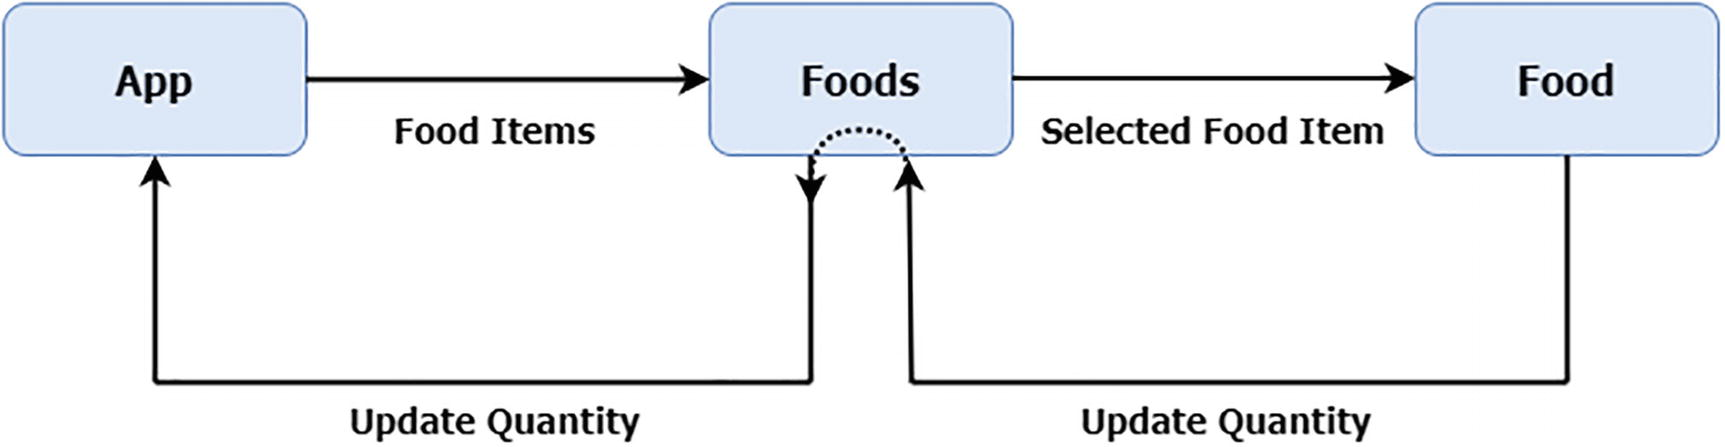 App
Foods
Food
Food Items
Selected Food Item
Update Quantity
Update Quantity